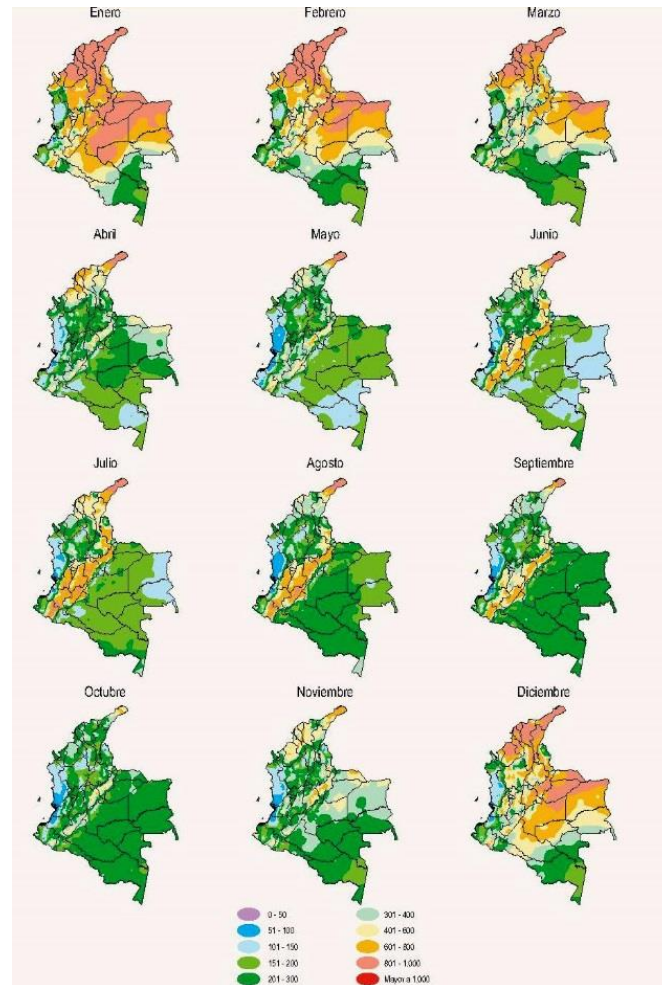 Enero Febrero Marzo
Abril Mayo Junio
Julio Agosto Septiembre
Octubre Noviembre Diciembre
0 - 50 301 - 400
51 - 100 401 - 600
101 - 150 601 - 800
151 - 200 801 - 1.000
201 - 300 Mayor a 1.000